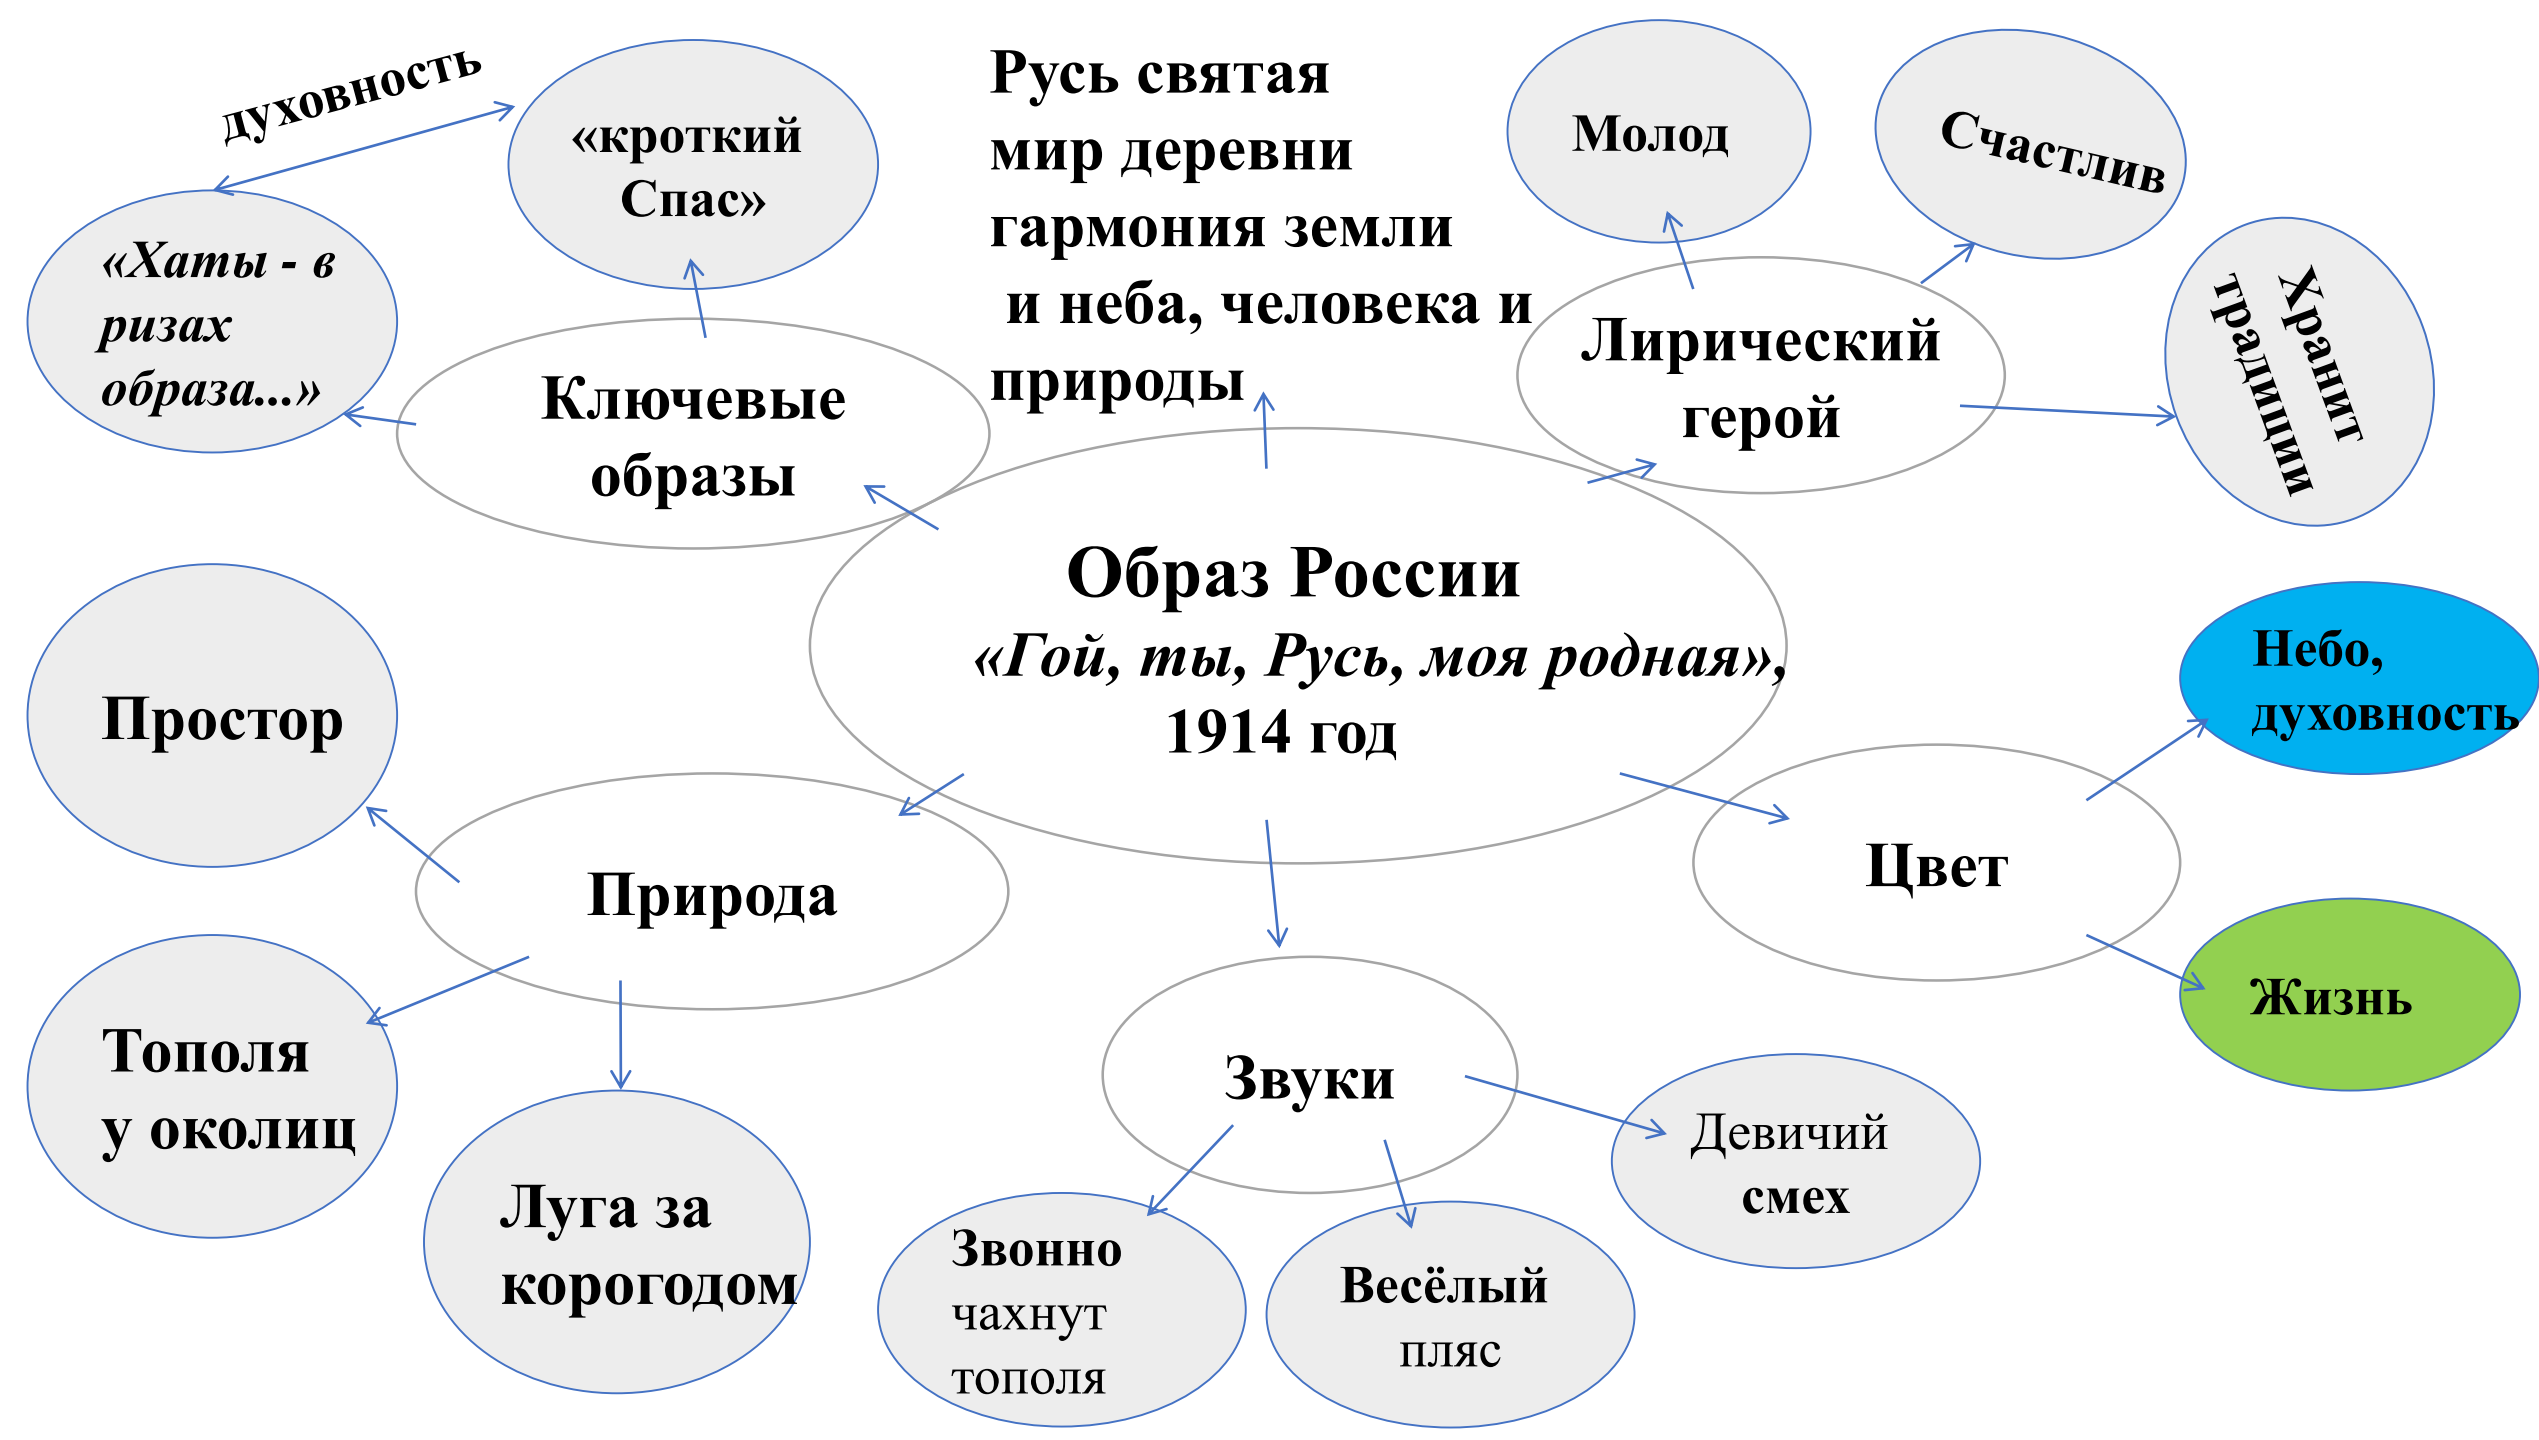 духовность
«кроткий
Спас»
«Хаты - в
ризах
образа...»
Ключевые
образы
Русь святая
мир деревни
гармония земли
и неба, человека и
природы
Молод
Счастлив
Хранит
традиции
Лирический
герой
Образ России
«Гой, ты, Русь, моя родная»,
1914 год
Небо,
духовность
Цвет
Жизнь
Простор
Природа
Тополя
у околиц
Луга за
корогодом
Звуки
Девичий
смех
Звонно
чахнут
тополя
Весёлый
пляс